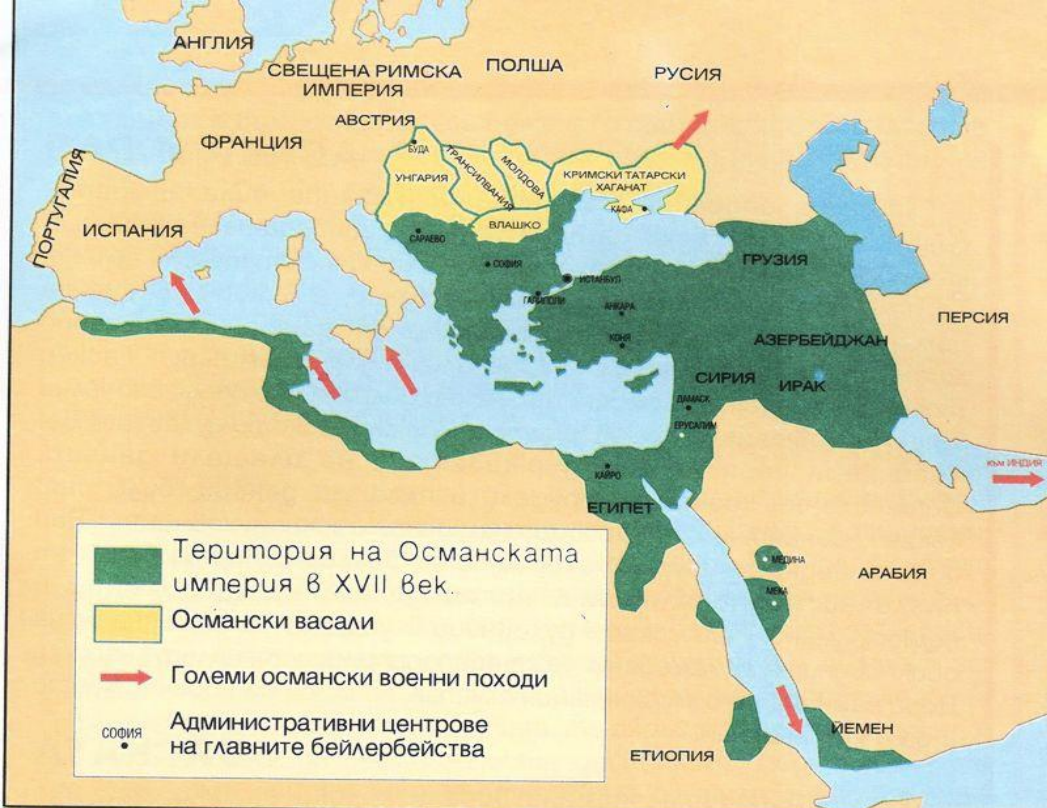 АНГЛИЯ
СВЕЩЕНА РИМСКА
ИМПЕРИЯ
ПОЛША
РУСИЯ
АВСТРИЯ
ФРАНЦИЯ
БУДА
УНГАРИЯ
ТРАНСИЛВАНИЯ
МОЛДОВА
КРИМСКИ ТАТАРСКИ
ХАГАНАТ
КАФА
ПОРТУГАЛИЯ
ИСПАНИЯ
ВЛАШКО
САРАЕВО
СОФИЯ
ИСТАНБУЛ
ГАЛИПОЛИ
АНКАРА
КОНЯ
ГРУЗИЯ
ПЕРСИЯ
АЗЕРБЕЙДЖАН
СИРИЯ
ИРАК
ДАМАСК
ЕРУСАЛИМ
КАЙРО
ЕГИПЕТ
към ИНДИЯ
МЕДИНА
МЕКА
АРАБИЯ
ЙЕМЕН
ЕТИОПИЯ
Територия на Османската
империя в XVII век.
Османски васали
Големи османски военни походи
СОФИЯ
Административни центрове
на главните бейлербейства